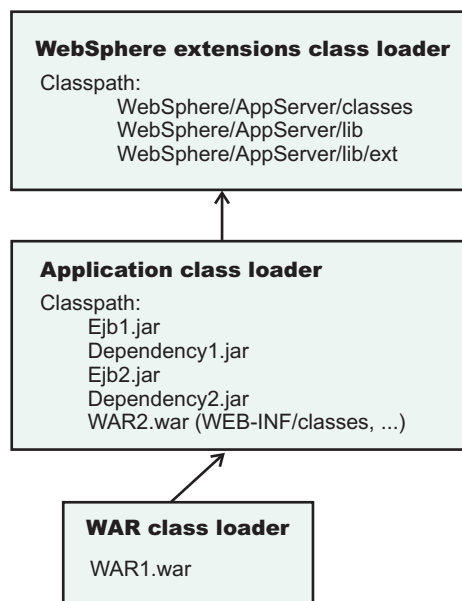 WebSphere extensions class loader
Classpath:
WebSphere/AppServer/classes
WebSphere/AppServer/lib
WebSphere/AppServer/lib/ext
Application class loader
Classpath:
Ejb1.jar
Dependency1.jar
Ejb2.jar
Dependency2.jar
WAR2.war (WEB-INF/classes, ...)
WAR class loader
WAR1.war